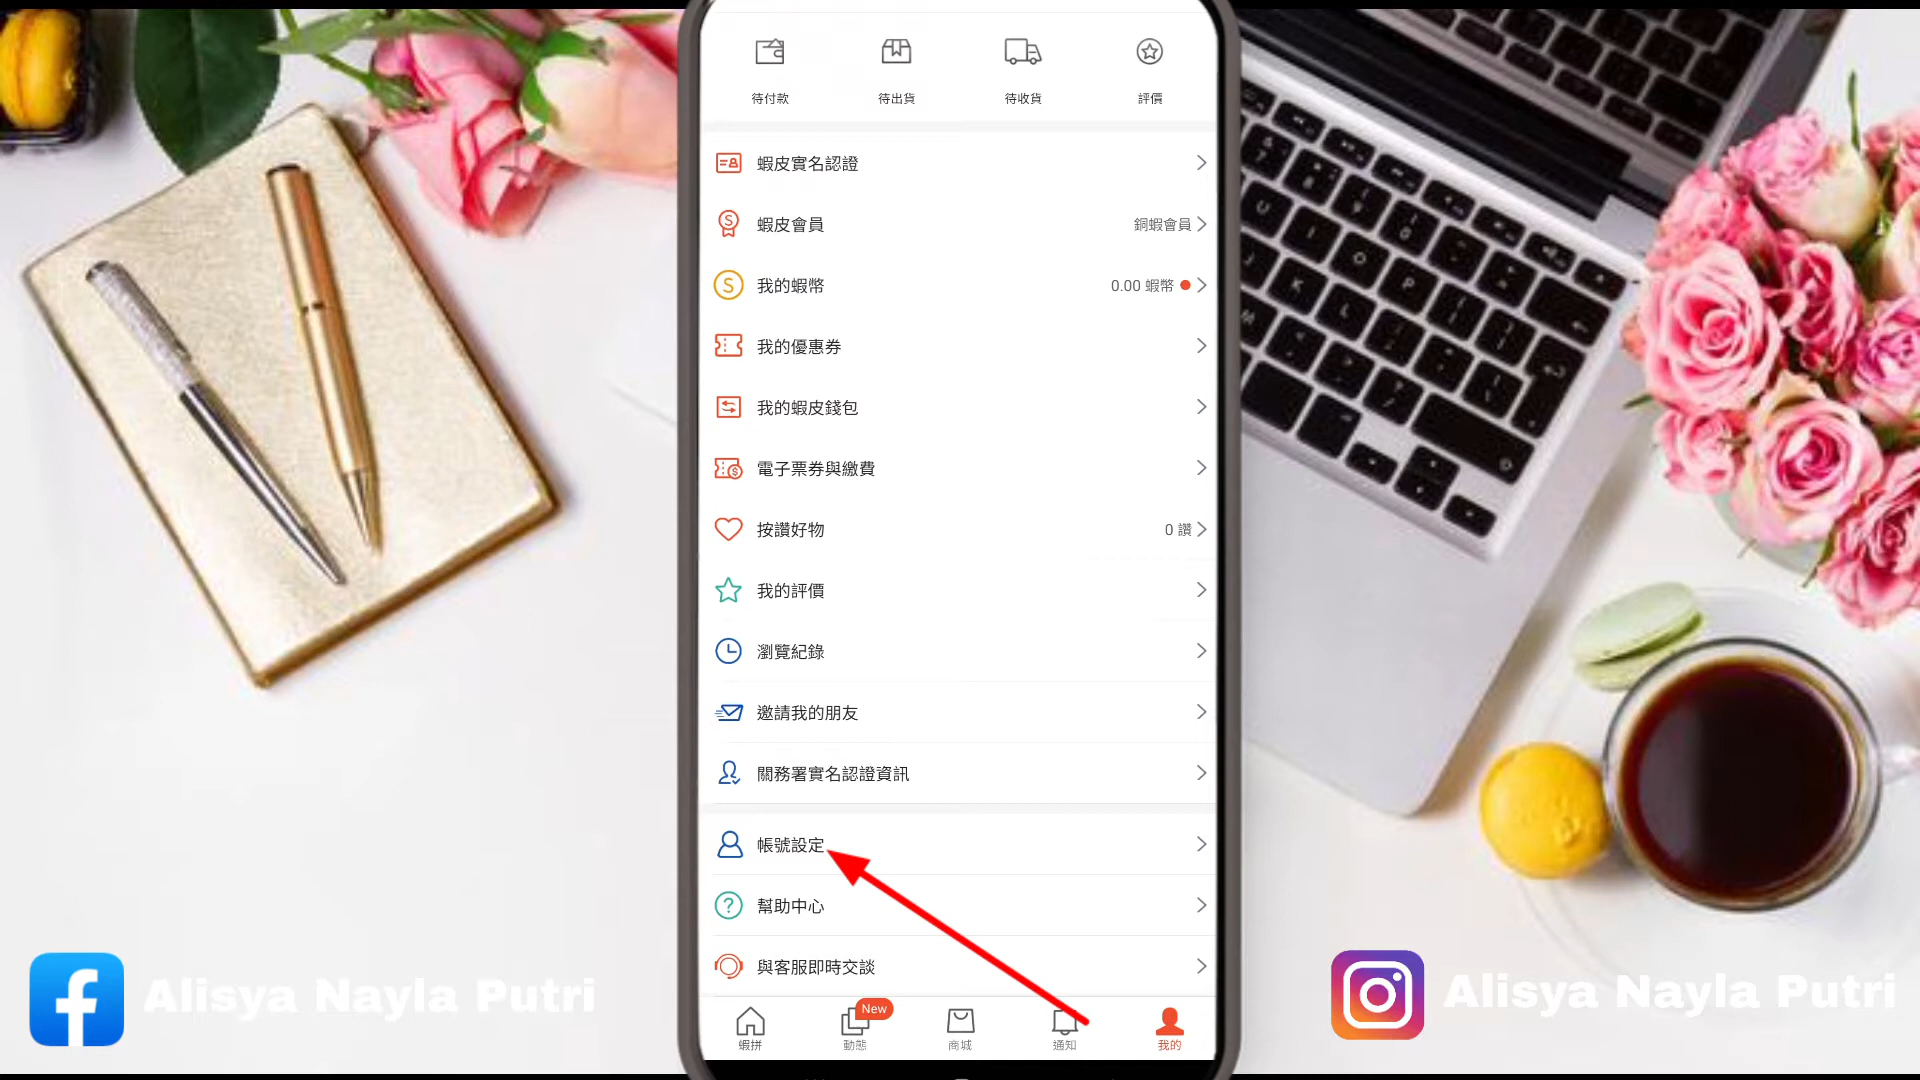 待付款 待出貨 待收貨 評價
蝦皮實名認證
蝦皮會員 銅蝦會員
我的蝦幣 0.00 蝦幣
我的優惠券
我的蝦皮錢包
電子票券與繳費
按讚好物 0 讚
我的評價
瀏覽紀錄
邀請我的朋友
關務署實名認證資訊
帳號設定
幫助中心
與客服即時交談
New
蝦拼 動態 商城 通知 我的
Alisya Nayla Putri
Alisya Nayla Putri